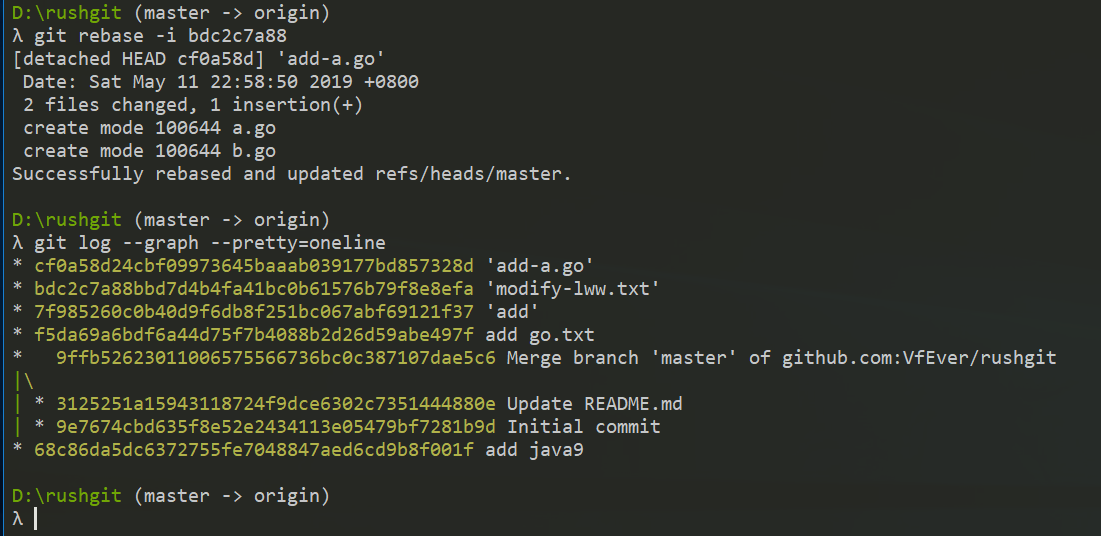 D:\rushgit (master -> origin)
λ git rebase -i bdc2c7a88
[detached HEAD cf0a58d] 'add-a.go'
 Date: Sat May 11 22:58:50 2019 +0800
 2 files changed, 1 insertion(+)
 create mode 100644 a.go
 create mode 100644 b.go
Successfully rebased and updated refs/heads/master.
D:\rushgit (master -> origin)
λ git log --graph --pretty=oneline
* cf0a58d24cbf09973645baaab039177bd857328d 'add-a.go'
* bdc2c7a88bbd7d4b4fa41bc0b61576b79f8e8efa 'modify-lww.txt'
* 7f985260c0b40d9f6db8f251bc067abf69121f37 'add'
* f5da69a6bdf6a44d75f7b4088b2d26d59abe497f add go.txt
*   9ffb52623011006575566736bc0c387107dae5c6 Merge branch 'master' of github.com:VfEver/rushgit
|\
| * 3125251a15943118724f9dce6302c7351444880e Update README.md
| * 9e7674cbd635f8e52e2434113e05479bf7281b9d Initial commit
* 68c86da5dc6372755fe7048847aed6cd9b8f001f add java9
D:\rushgit (master -> origin)
λ